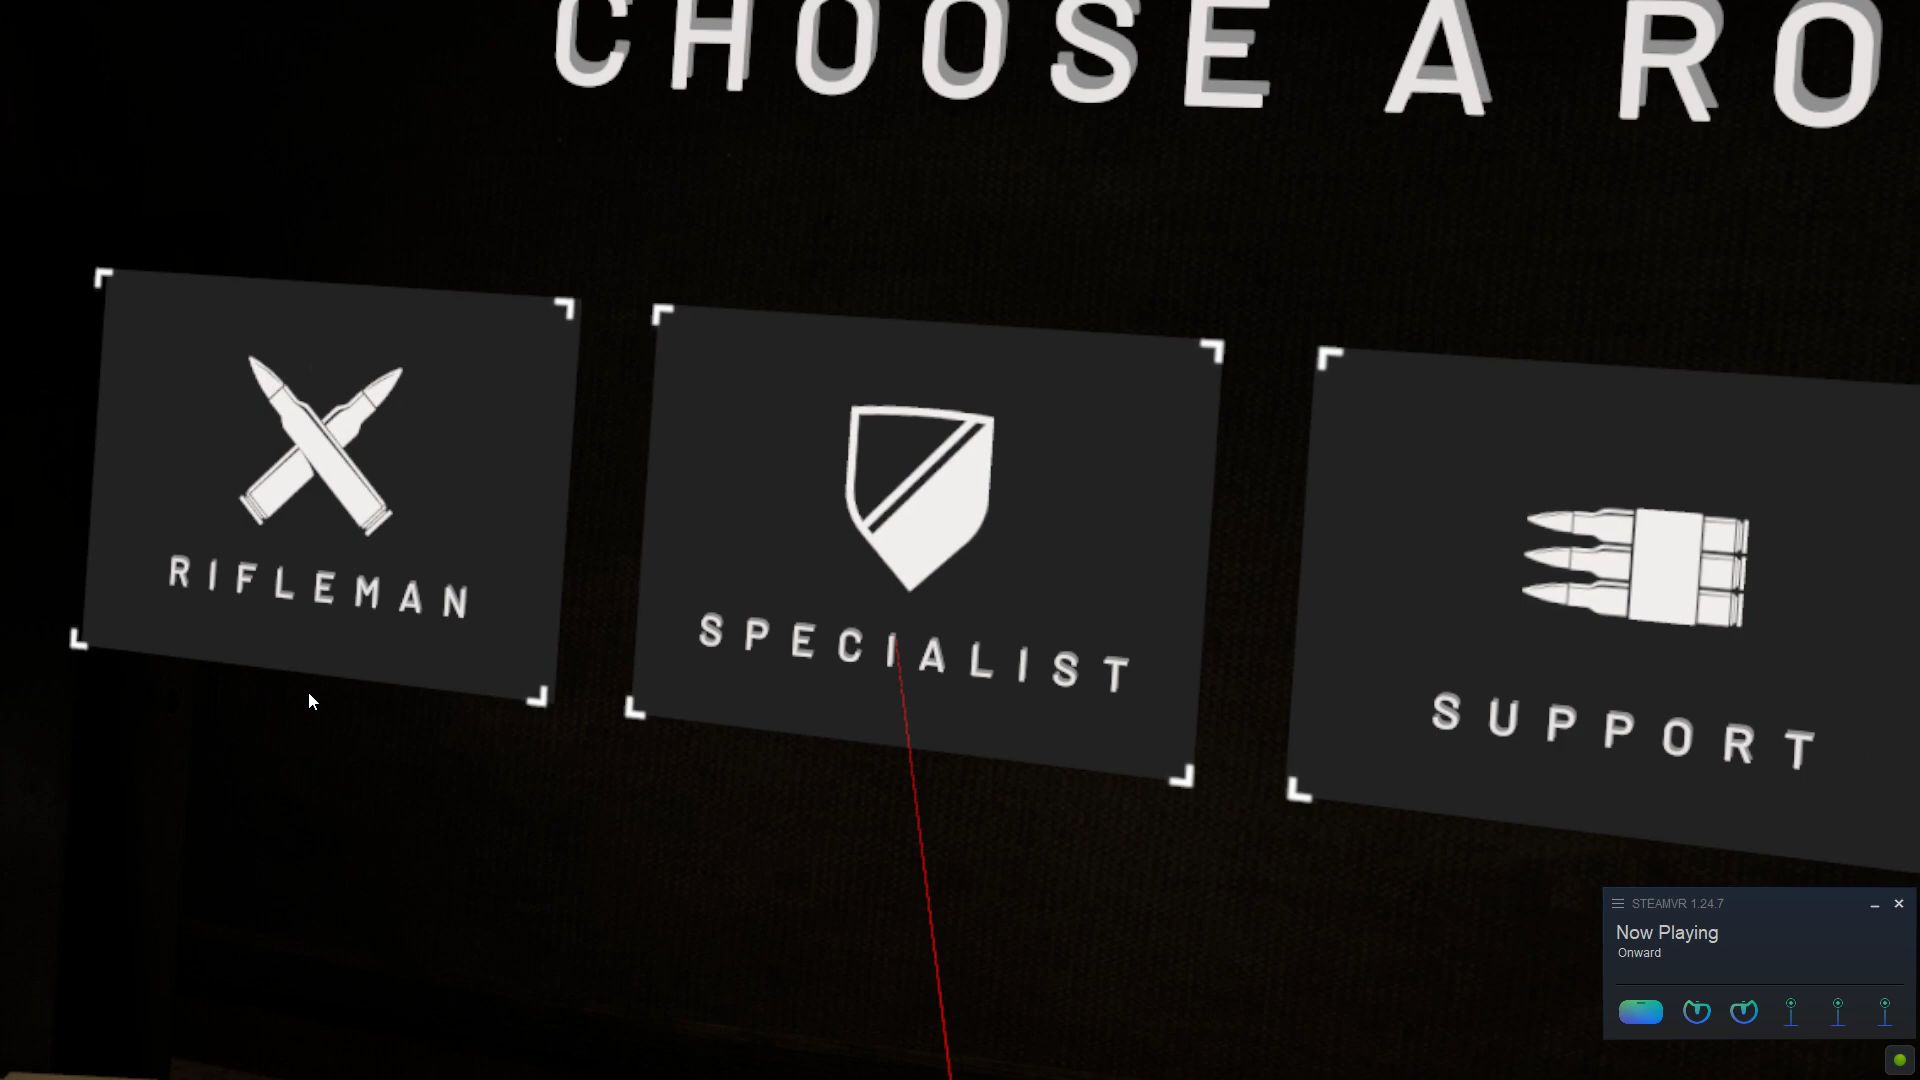 CHOOSE A RO
RIFLEMAN
SPECIALIST
SUPPORT
STEAMVR 1.24.7
Now Playing
Onward